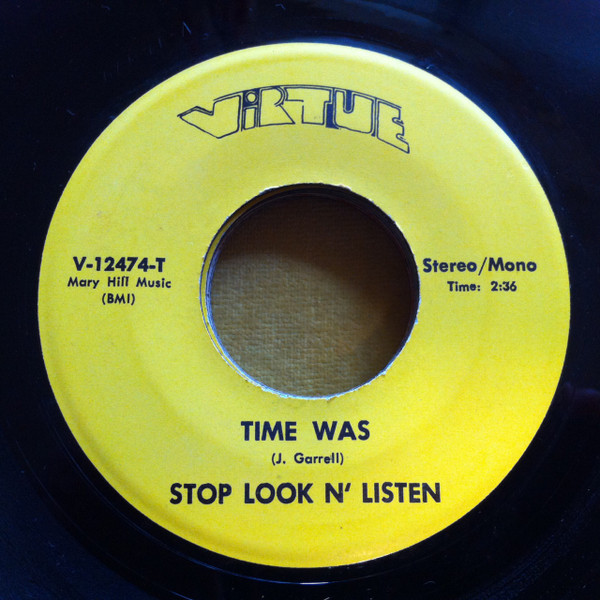 VIRTUE
V-12474-T
Mary Hill Music
(BMI)
Stereo/Mono
Time: 2:36
TIME WAS
(J. Garrell)
STOP LOOK N' LISTEN